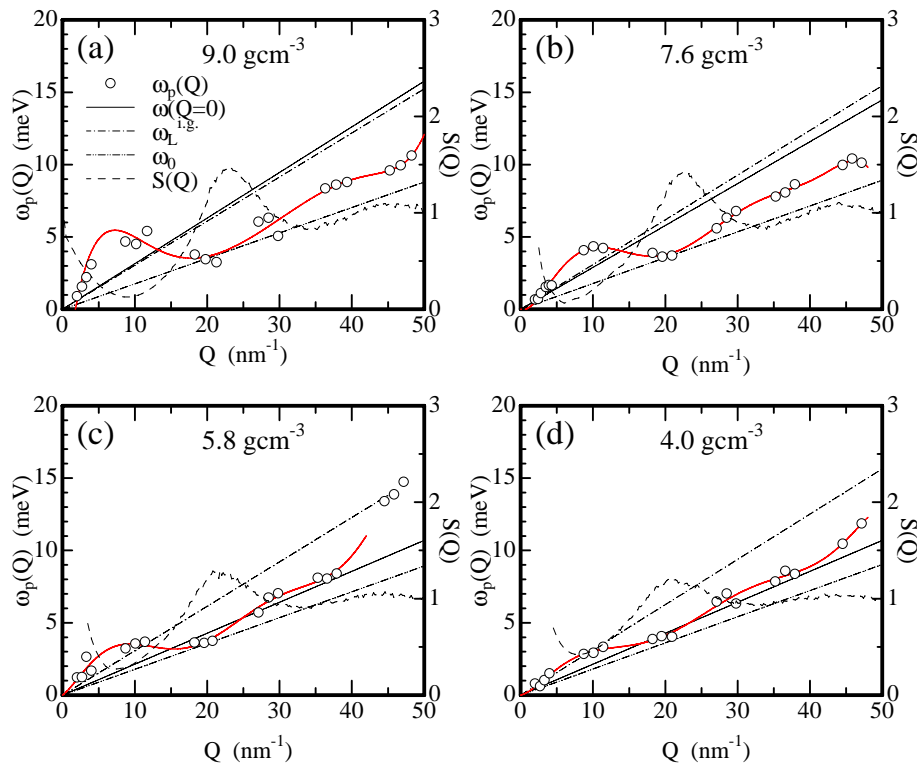 (a) 9.0 gcm-3
20
15
10
5
0
ωp(Q) (meV)
ωp(Q)
ω(Q=0)
ωL i.g.
ω0
S(Q)
3
2
1
0
S(Q)
0 10 20 30 40 50
Q (nm-1)
(b) 7.6 gcm-3
20
15
10
5
0
ωp(Q) (meV)
3
2
1
0
S(Q)
0 10 20 30 40 50
Q (nm-1)
(c) 5.8 gcm-3
20
15
10
5
0
ωp(Q) (meV)
3
2
1
0
S(Q)
0 10 20 30 40 50
Q (nm-1)
(d) 4.0 gcm-3
20
15
10
5
0
ωp(Q) (meV)
3
2
1
0
S(Q)
0 10 20 30 40 50
Q (nm-1)